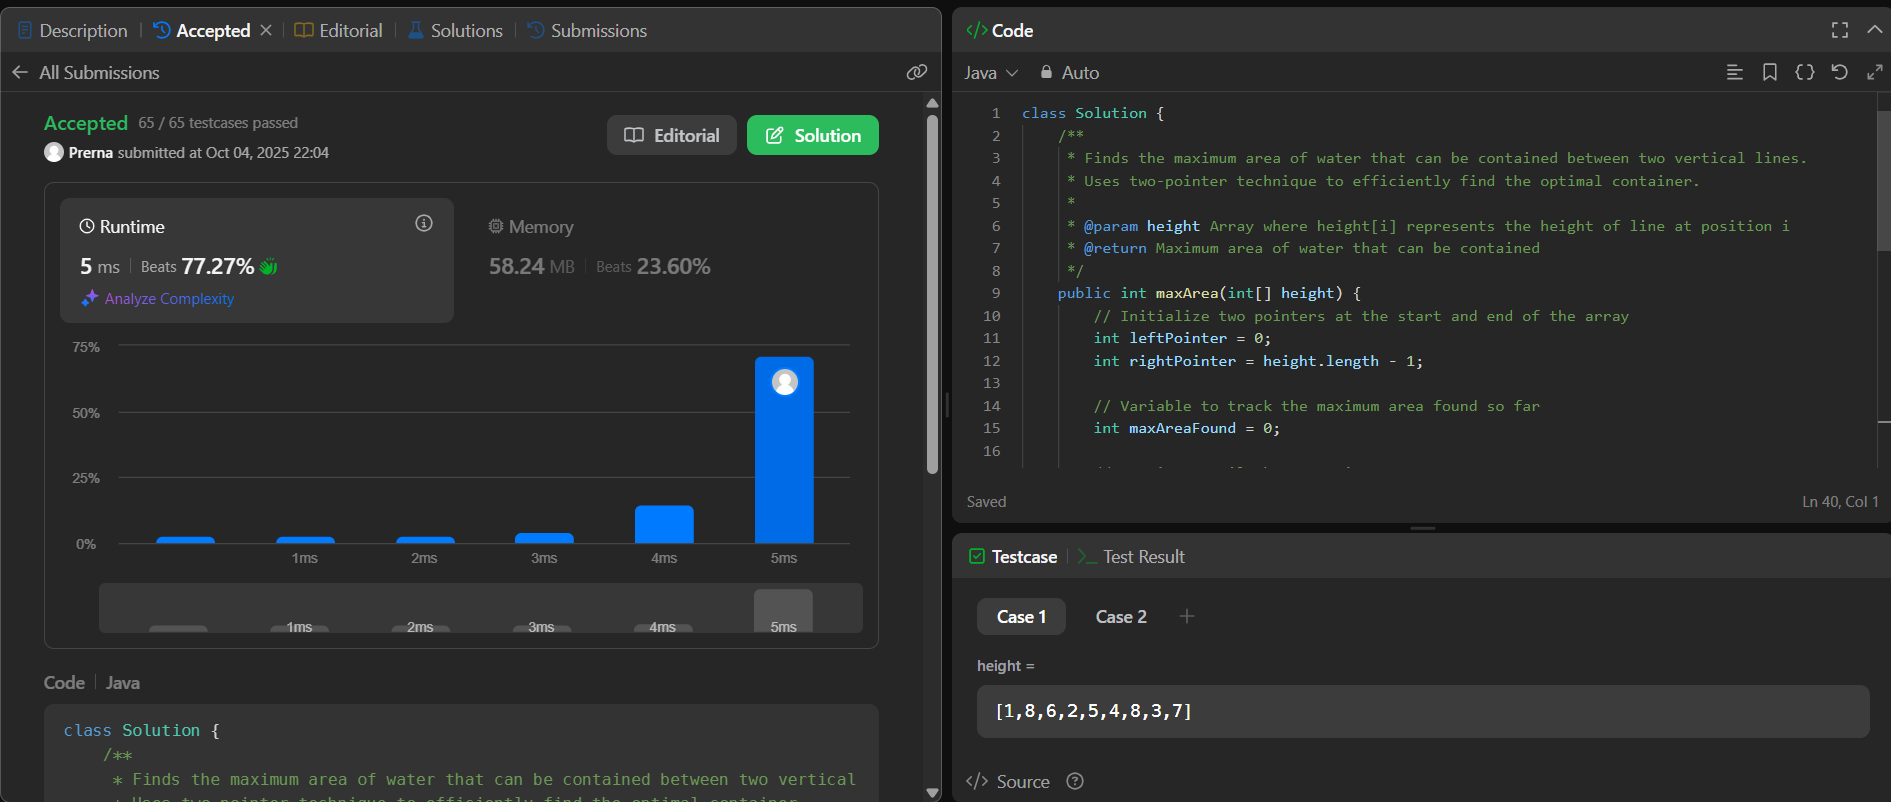 Description
Accepted
Editorial
Solutions
Submissions
All Submissions
Accepted 65 / 65 testcases passed
Prerna submitted at Oct 04, 2025 22:04
Editorial
Solution
Runtime
5 ms Beats 77.27%
Analyze Complexity
Memory
58.24 MB Beats 23.60%
75%
50%
25%
0%
1ms 2ms 3ms 4ms 5ms
1ms 2ms 3ms 4ms 5ms
Code Java
class Solution {
/**
* Finds the maximum area of water that can be contained between two vertical
* Uses two-pointer technique to efficiently find the optimal container.
</> Code
Java Auto
1 class Solution {
2 /**
3 * Finds the maximum area of water that can be contained between two vertical lines.
4 * Uses two-pointer technique to efficiently find the optimal container.
5 *
6 * @param height Array where height[i] represents the height of line at position i
7 * @return Maximum area of water that can be contained
8 */
9 public int maxArea(int[] height) {
10 // Initialize two pointers at the start and end of the array
11 int leftPointer = 0;
12 int rightPointer = height.length - 1;
13
14 // Variable to track the maximum area found so far
15 int maxAreaFound = 0;
16
Saved
Ln 40, Col 1
Testcase
>_ Test Result
Case 1 Case 2 +
height =
[1,8,6,2,5,4,8,3,7]
</> Source ?